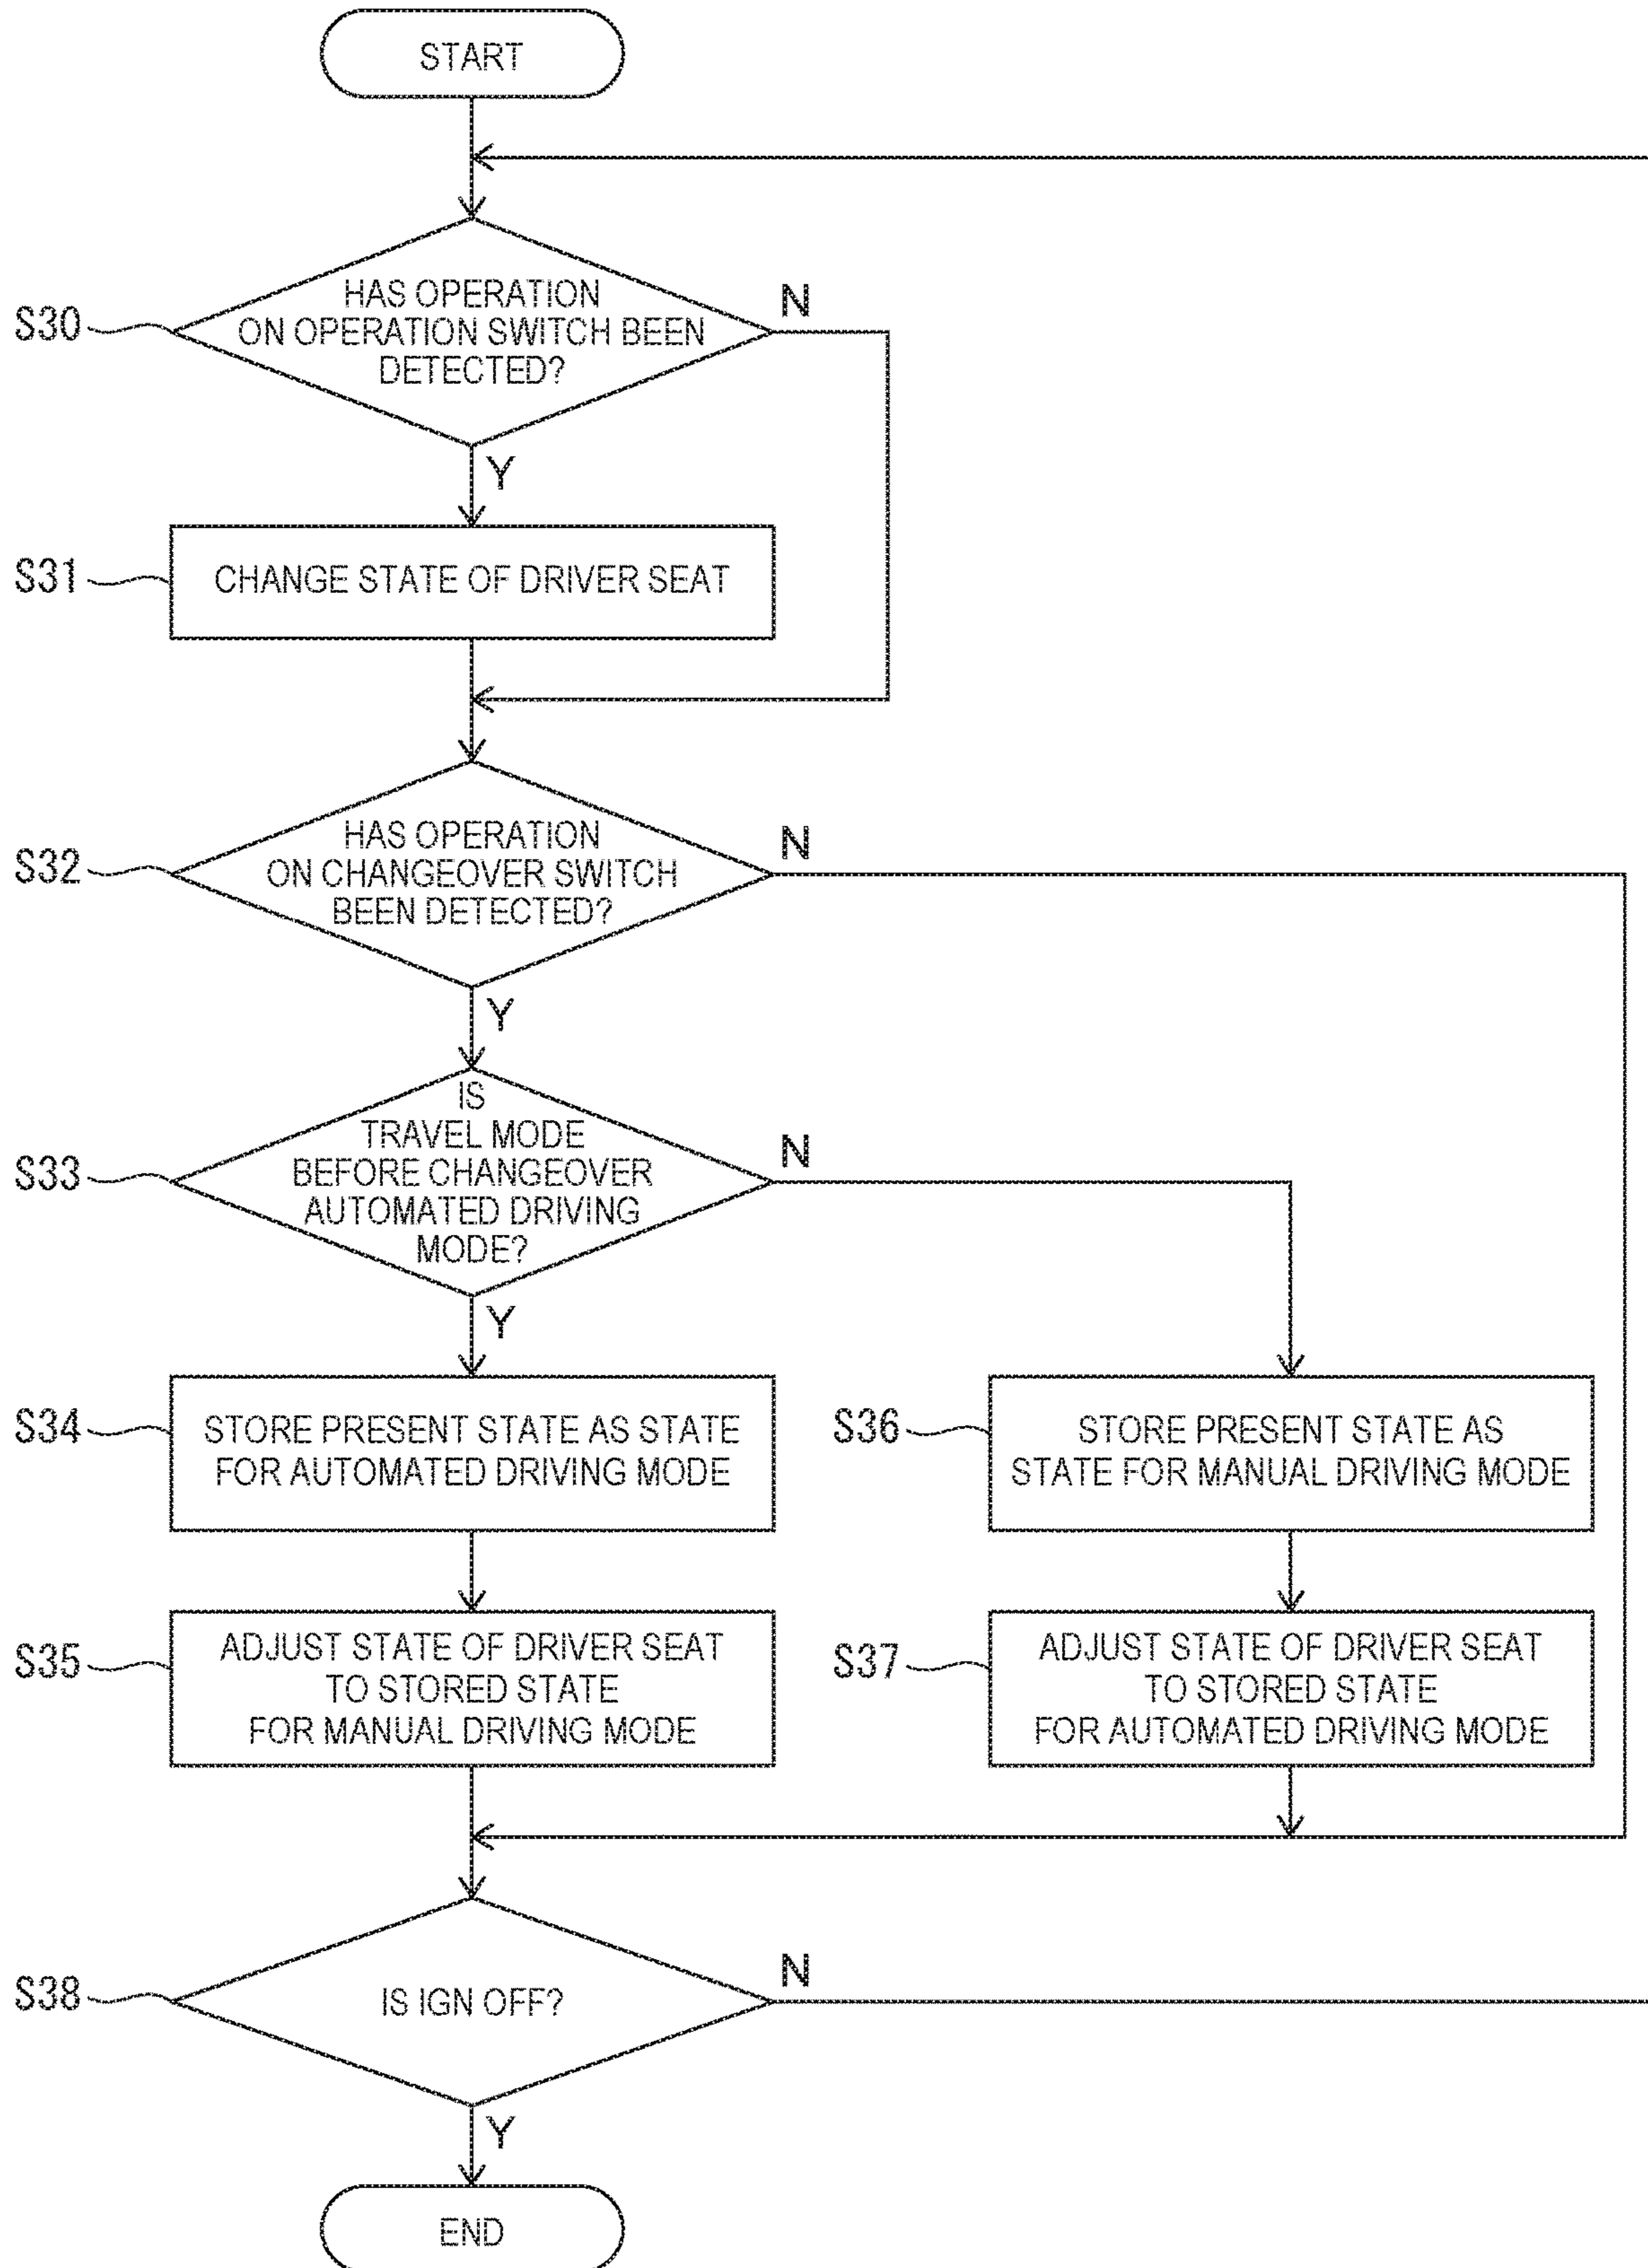 START
HAS OPERATION
ON OPERATION SWITCH BEEN
DETECTED?
S30
N
Y
S31
CHANGE STATE OF DRIVER SEAT
HAS OPERATION
ON CHANGEOVER SWITCH
BEEN DETECTED?
S32
N
Y
IS
TRAVEL MODE
BEFORE CHANGEOVER
AUTOMATED DRIVING
MODE?
S33
N
Y
S34
STORE PRESENT STATE AS STATE
FOR AUTOMATED DRIVING MODE
S36
STORE PRESENT STATE AS
STATE FOR MANUAL DRIVING MODE
S35
ADJUST STATE OF DRIVER SEAT
TO STORED STATE
FOR MANUAL DRIVING MODE
S37
ADJUST STATE OF DRIVER SEAT
TO STORED STATE
FOR AUTOMATED DRIVING MODE
S38
IS IGN OFF?
N
Y
END